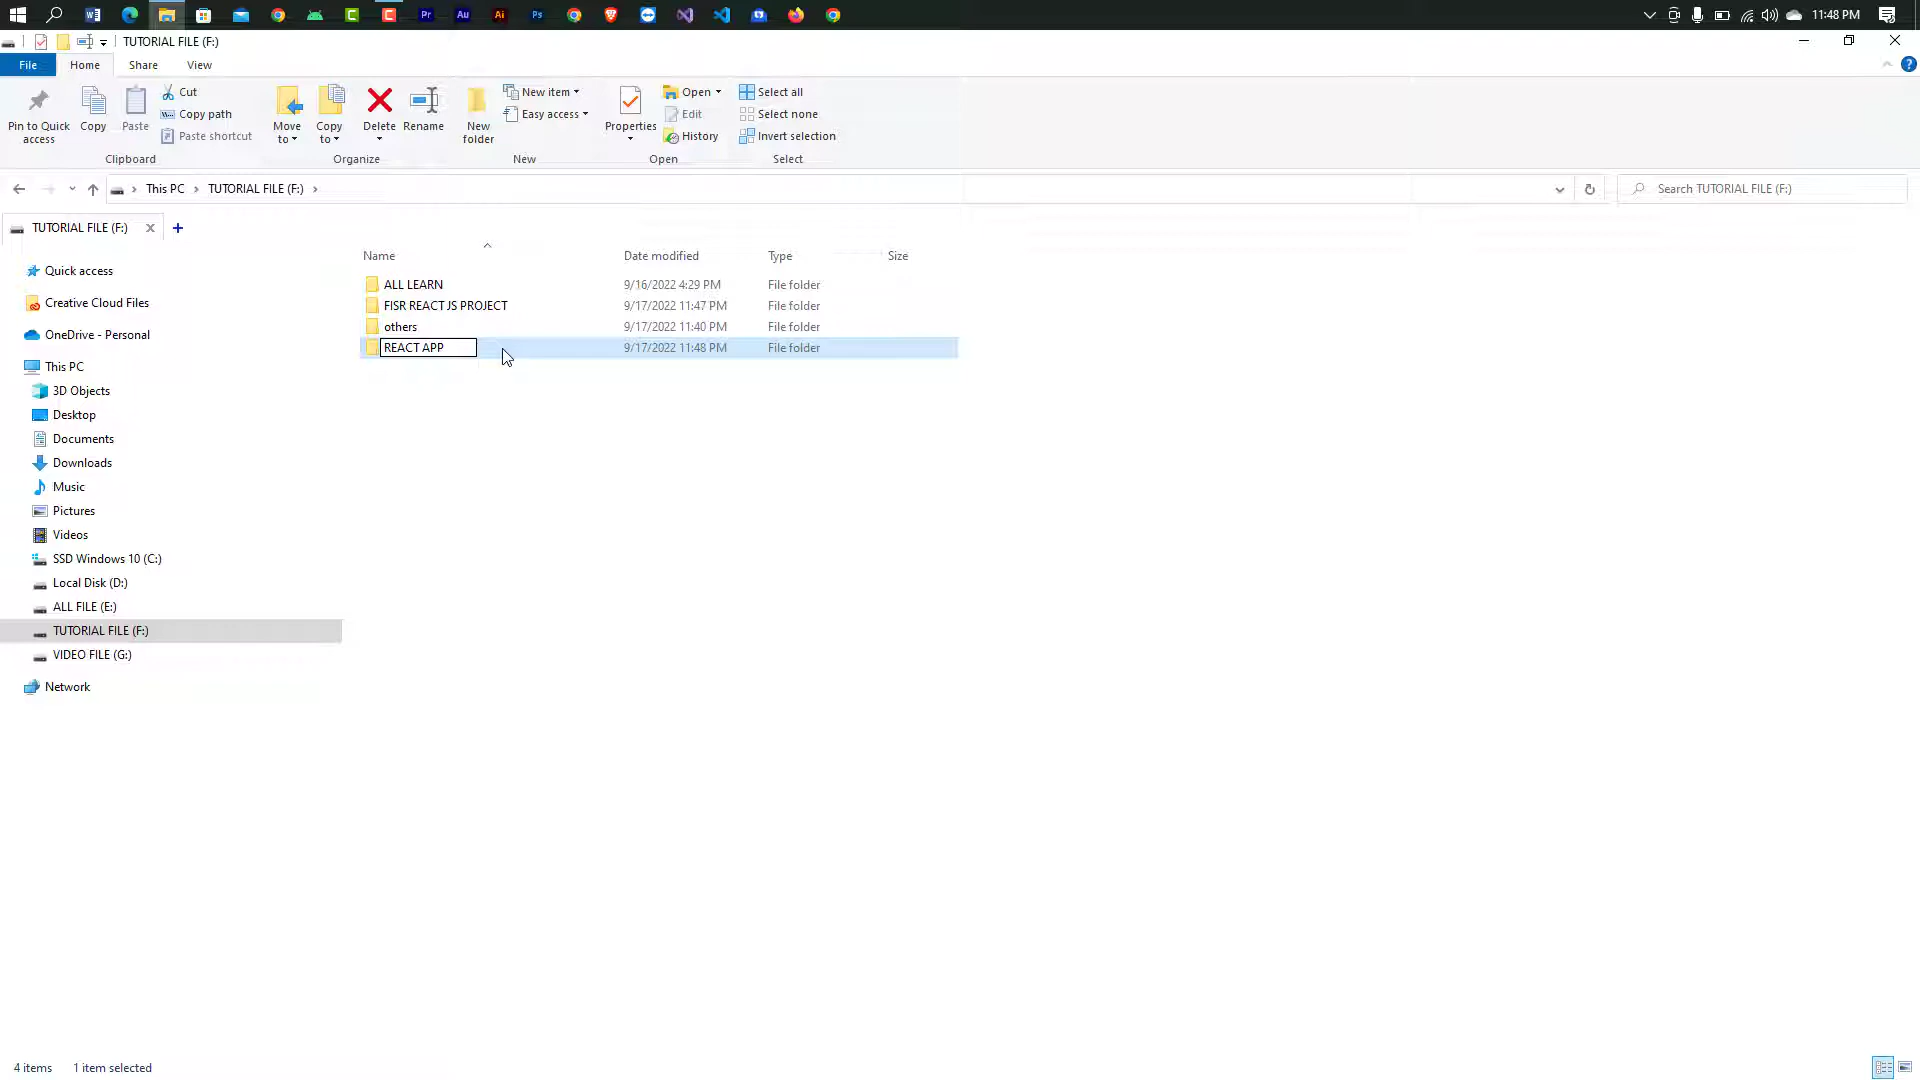 11:48 PM
TUTORIAL FILE (F:)
File Home Share View
Pin to Quick access
Copy
Paste
Cut
Copy path
Paste shortcut
Clipboard
Move to
Copy to
Delete
Rename
Organize
New folder
New item
Easy access
New
Properties
Open
Edit
History
Open
Select all
Select none
Invert selection
Select
This PC > TUTORIAL FILE (F:) >
Search TUTORIAL FILE (F:)
TUTORIAL FILE (F:)
Name Date modified Type Size
ALL LEARN 9/16/2022 4:29 PM File folder
FISR REACT JS PROJECT 9/17/2022 11:47 PM File folder
others 9/17/2022 11:40 PM File folder
REACT APP 9/17/2022 11:48 PM File folder
Quick access
Creative Cloud Files
OneDrive - Personal
This PC
3D Objects
Desktop
Documents
Downloads
Music
Pictures
Videos
SSD Windows 10 (C:)
Local Disk (D:)
ALL FILE (E:)
TUTORIAL FILE (F:)
VIDEO FILE (G:)
Network
4 items 1 item selected